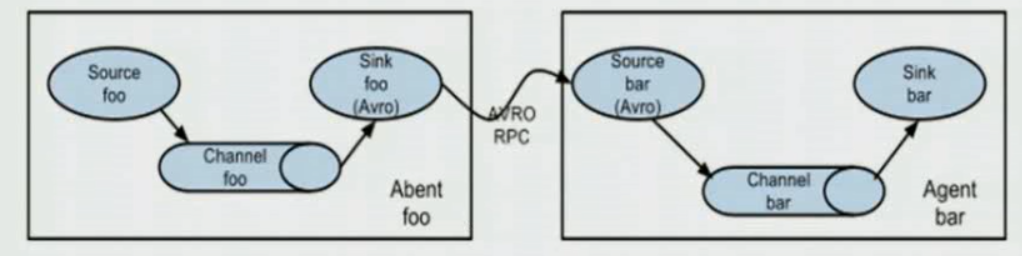 Source
foo
Sink
foo
(Avro)
Channel
foo
Abent
foo
AVRO
RPC
Source
bar
(Avro)
Sink
bar
Channel
bar
Agent
bar